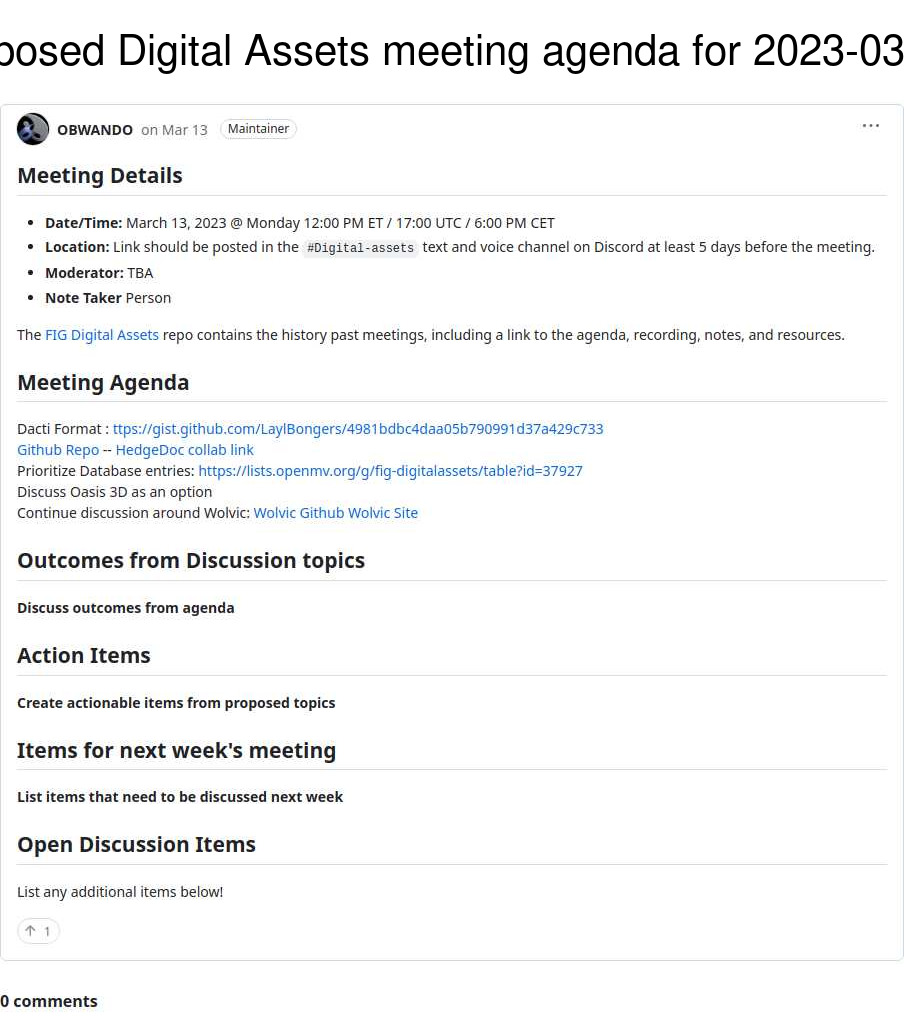 posed Digital Assets meeting agenda for 2023-03
OBWANDO on Mar 13 Maintainer
Meeting Details
Date/Time: March 13, 2023 @ Monday 12:00 PM ET / 17:00 UTC / 6:00 PM CET
Location: Link should be posted in the #Digital-assets text and voice channel on Discord at least 5 days before the meeting.
Moderator: TBA
Note Taker Person
The FIG Digital Assets repo contains the history past meetings, including a link to the agenda, recording, notes, and resources.
Meeting Agenda
Dacti Format : ttps://gist.github.com/LaylBongers/4981bdbc4daa05b790991d37a429c733
Github Repo -- HedgeDoc collab link
Prioritize Database entries: https://lists.openmv.org/g/fig-digitalassets/table?id=37927
Discuss Oasis 3D as an option
Continue discussion around Wolvic: Wolvic Github Wolvic Site
Outcomes from Discussion topics
Discuss outcomes from agenda
Action Items
Create actionable items from proposed topics
Items for next week's meeting
List items that need to be discussed next week
Open Discussion Items
List any additional items below!
↑ 1
0 comments